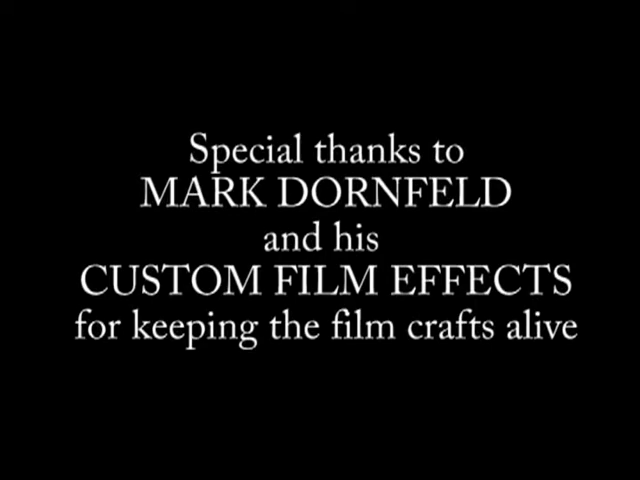 Special thanks to
MARK DORNFELD
and his
CUSTOM FILM EFFECTS
for keeping the film crafts alive